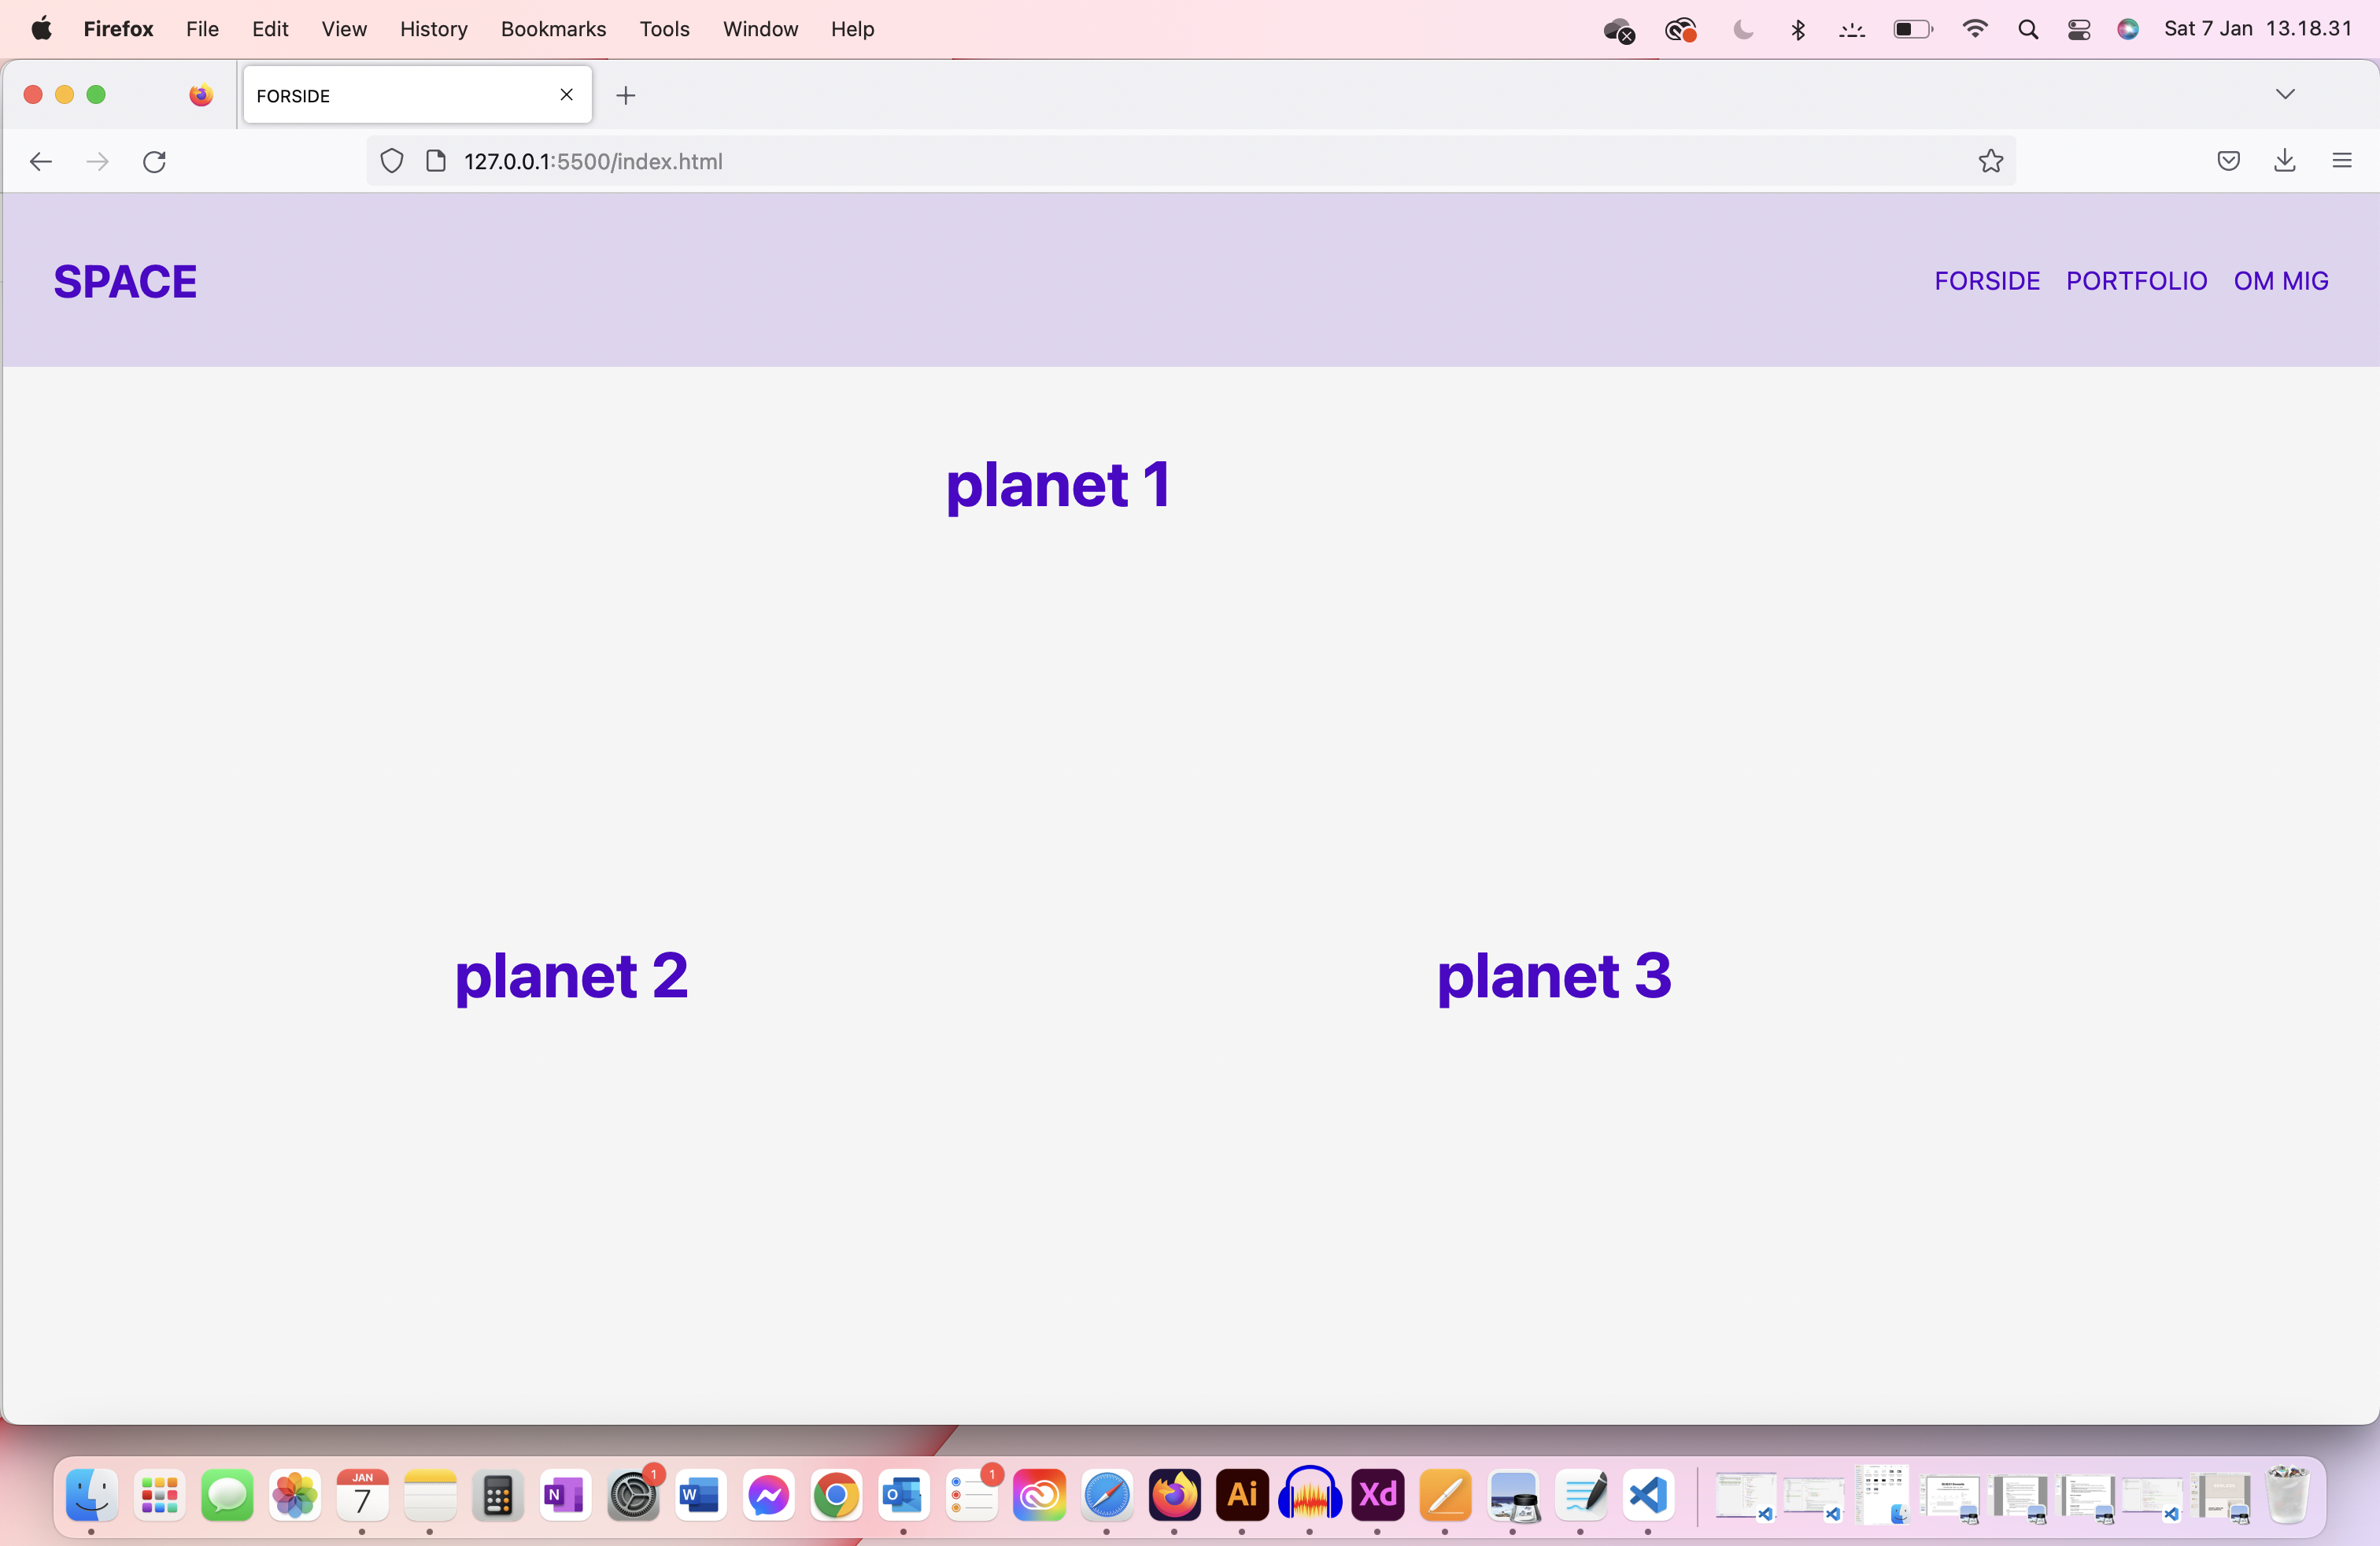 Firefox File Edit View History Bookmarks Tools Window Help Sat 7 Jan 13.18.31
FORSIDE
127.0.0.1:5500/index.html
SPACE FORSIDE PORTFOLIO OM MIG
planet 1
planet 2 planet 3
1 1
JAN
7 N W O Ai Xd